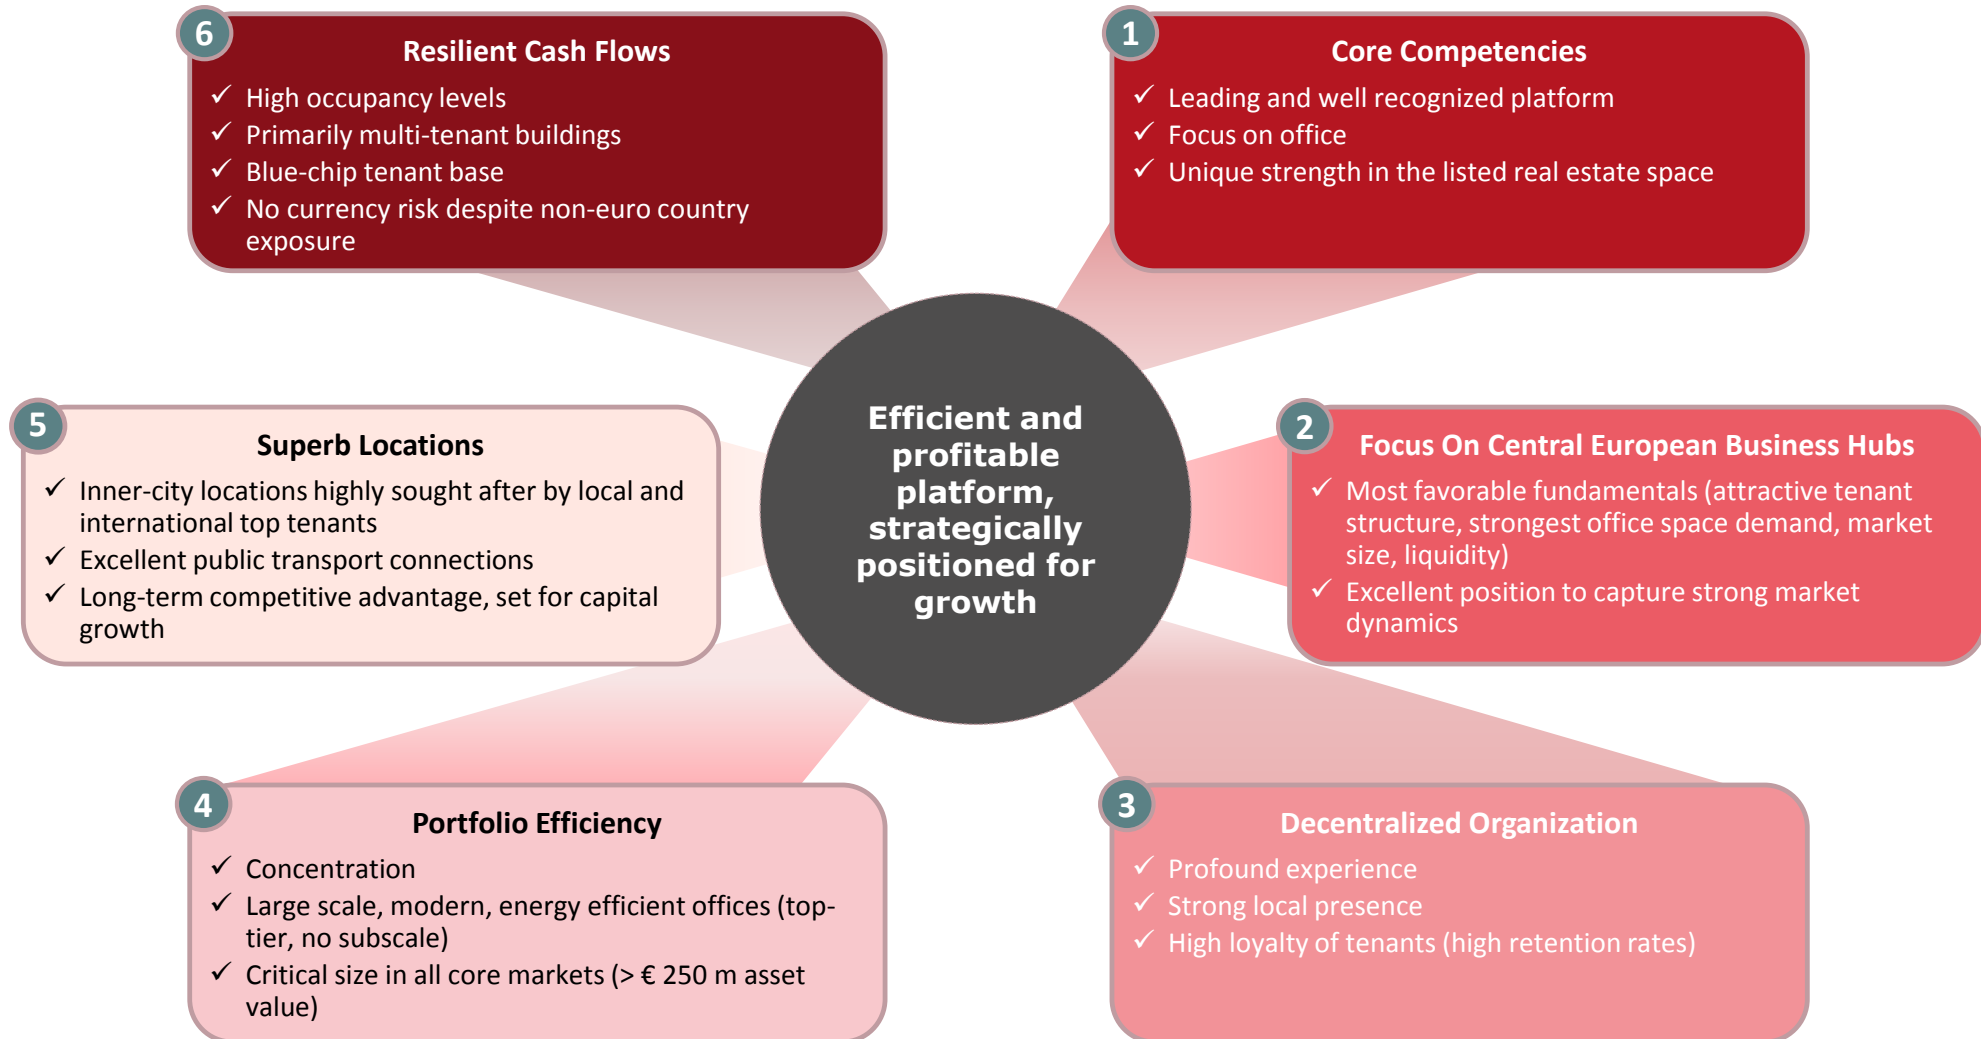 6
Resilient Cash Flows
✓ High occupancy levels
✓ Primarily multi-tenant buildings
✓ Blue-chip tenant base
✓ No currency risk despite non-euro country
exposure
1
Core Competencies
✓ Leading and well recognized platform
✓ Focus on office
✓ Unique strength in the listed real estate space
5
Superb Locations
✓ Inner-city locations highly sought after by local and
international top tenants
✓ Excellent public transport connections
✓ Long-term competitive advantage, set for capital
growth
Efficient and
profitable
platform,
strategically
positioned for
growth
2
Focus On Central European Business Hubs
✓ Most favorable fundamentals (attractive tenant
structure, strongest office space demand, market
size, liquidity)
✓ Excellent position to capture strong market
dynamics
4
Portfolio Efficiency
✓ Concentration
✓ Large scale, modern, energy efficient offices (top-
tier, no subscale)
✓ Critical size in all core markets (> € 250 m asset
value)
3
Decentralized Organization
✓ Profound experience
✓ Strong local presence
✓ High loyalty of tenants (high retention rates)